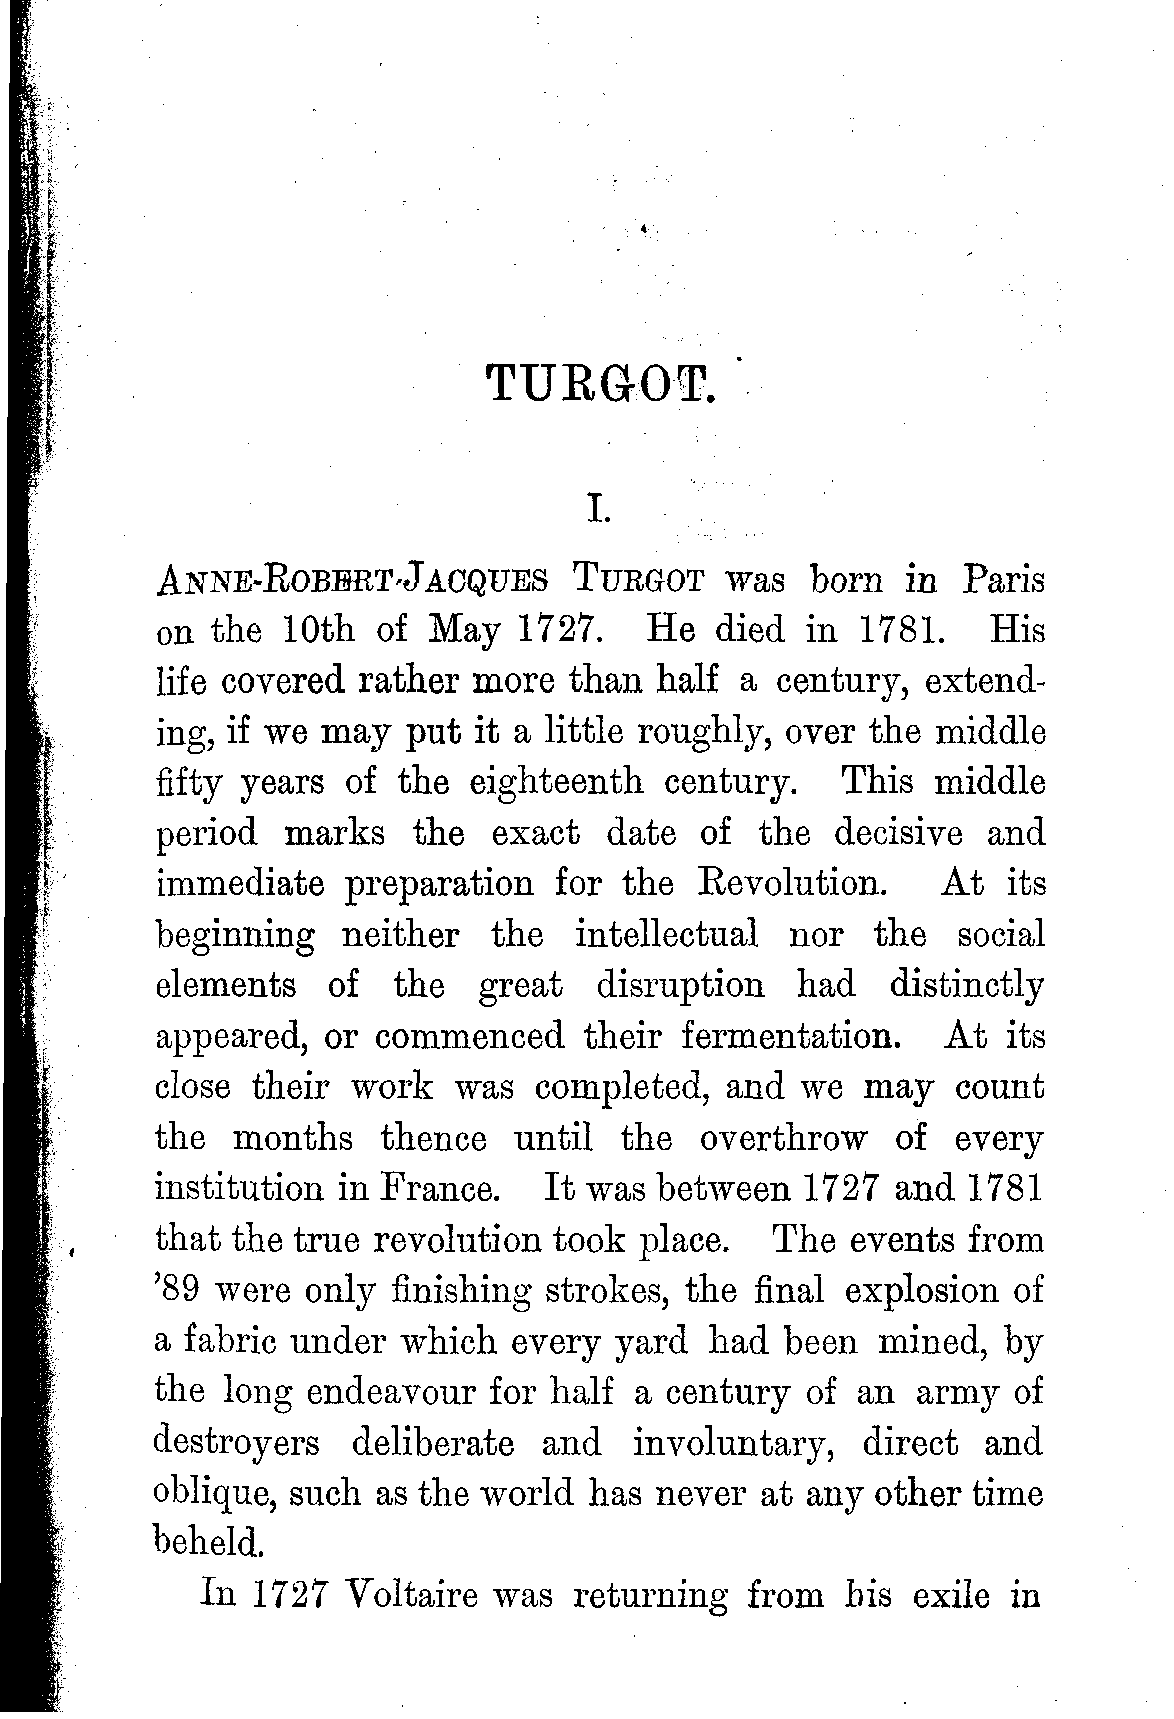 TURGOT.
I.
ANNE-ROBERT-JACQUES TURGOT was born in Paris
on the 10th of May 1727. He died in 1781. His
life covered rather more than half a century, extend-
ing, if we may put it a little roughly, over the middle
fifty years of the eighteenth century. This middle
period marks the exact date of the decisive and
immediate preparation for the Revolution. At its
beginning neither the intellectual nor the social
elements of the great disruption had distinctly
appeared, or commenced their fermentation. At its
close their work was completed, and we may count
the months thence until the overthrow of every
institution in France. It was between 1727 and 1781
that the true revolution took place. The events from
'89 were only finishing strokes, the final explosion of
a fabric under which every yard had been mined, by
the long endeavour for half a century of an army of
destroyers deliberate and involuntary, direct and
oblique, such as the world has never at any other time
beheld.
In 1727 Voltaire was returning from his exile in